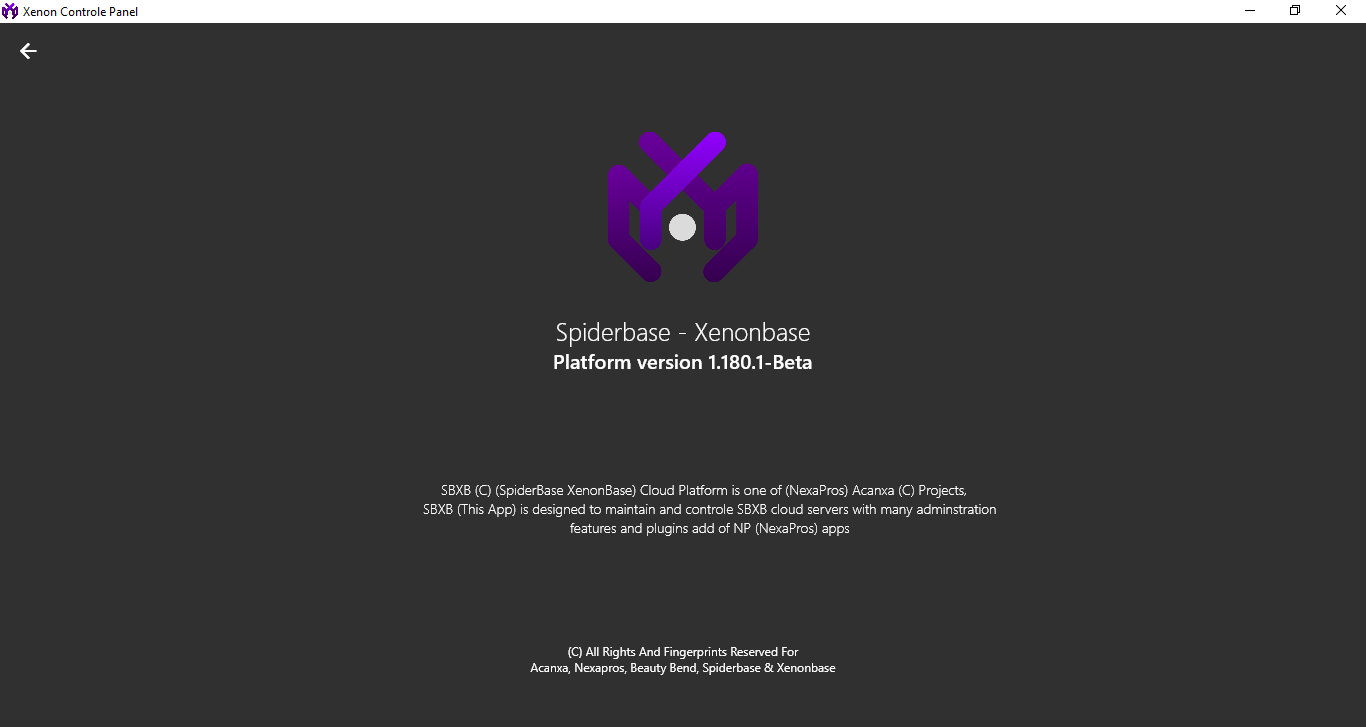 Xenon Controle Panel
Spiderbase - Xenonbase
Platform version 1.180.1-Beta
SBXB (C) (SpiderBase XenonBase) Cloud Platform is one of (NexaPros) Acanxa (C) Projects,
SBXB (This App) is designed to maintain and controle SBXB cloud servers with many adminstration
features and plugins add of NP (NexaPros) apps
(C) All Rights And Fingerprints Reserved For
Acanxa, Nexapros, Beauty Bend, Spiderbase & Xenonbase